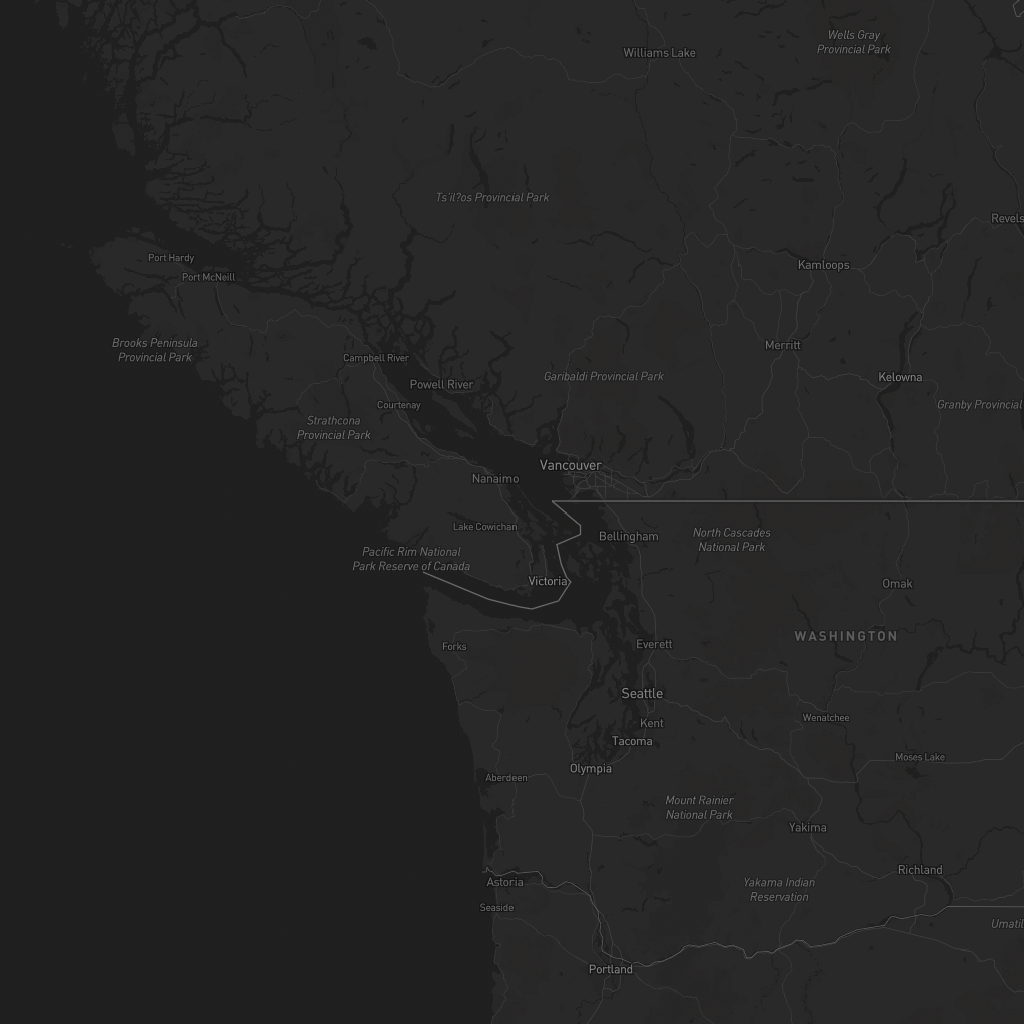 Wells Gray
Provincial Park
Williams Lake
Ts'il?os Provincial Park
Revels
Port Hardy
Kamloops
Port McNeill
Brooks Peninsula
Provincial Park
Merritt
Campbell River
Garibaldi Provincial Park
Kelowna
Powell River
Courtenay
Granby Provincial
Strathcona
Provincial Park
Vancouver
Nanaimo
Lake Cowichan
North Cascades
National Park
Bellingham
Pacific Rim National
Park Reserve of Canada
Victoria
Omak
WASHINGTON
Forks
Everett
Seattle
Wenatchee
Kent
Tacoma
Moses Lake
Olympia
Aberdeen
Mount Rainier
National Park
Yakima
Richland
Astoria
Yakama Indian
Reservation
Seaside
Umatil
Portland